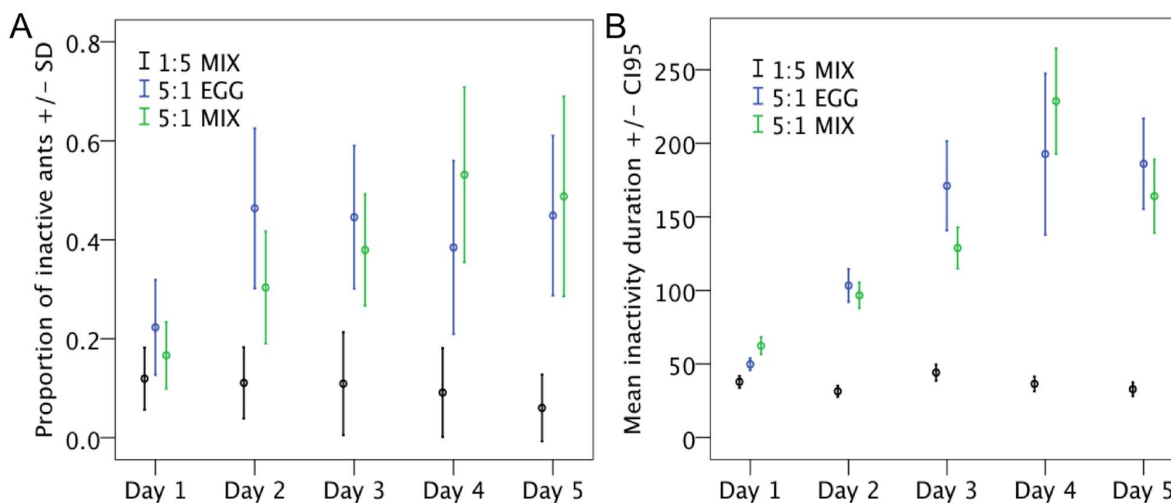 A
Proportion of inactive ants +/- SD
0.8
0.6
0.4
0.2
0.0
1:5 MIX
5:1 EGG
5:1 MIX
Day 1 Day 2 Day 3 Day 4 Day 5
B
Mean inactivity duration +/- CI95
250
200
150
100
50
0
1:5 MIX
5:1 EGG
5:1 MIX
Day 1 Day 2 Day 3 Day 4 Day 5